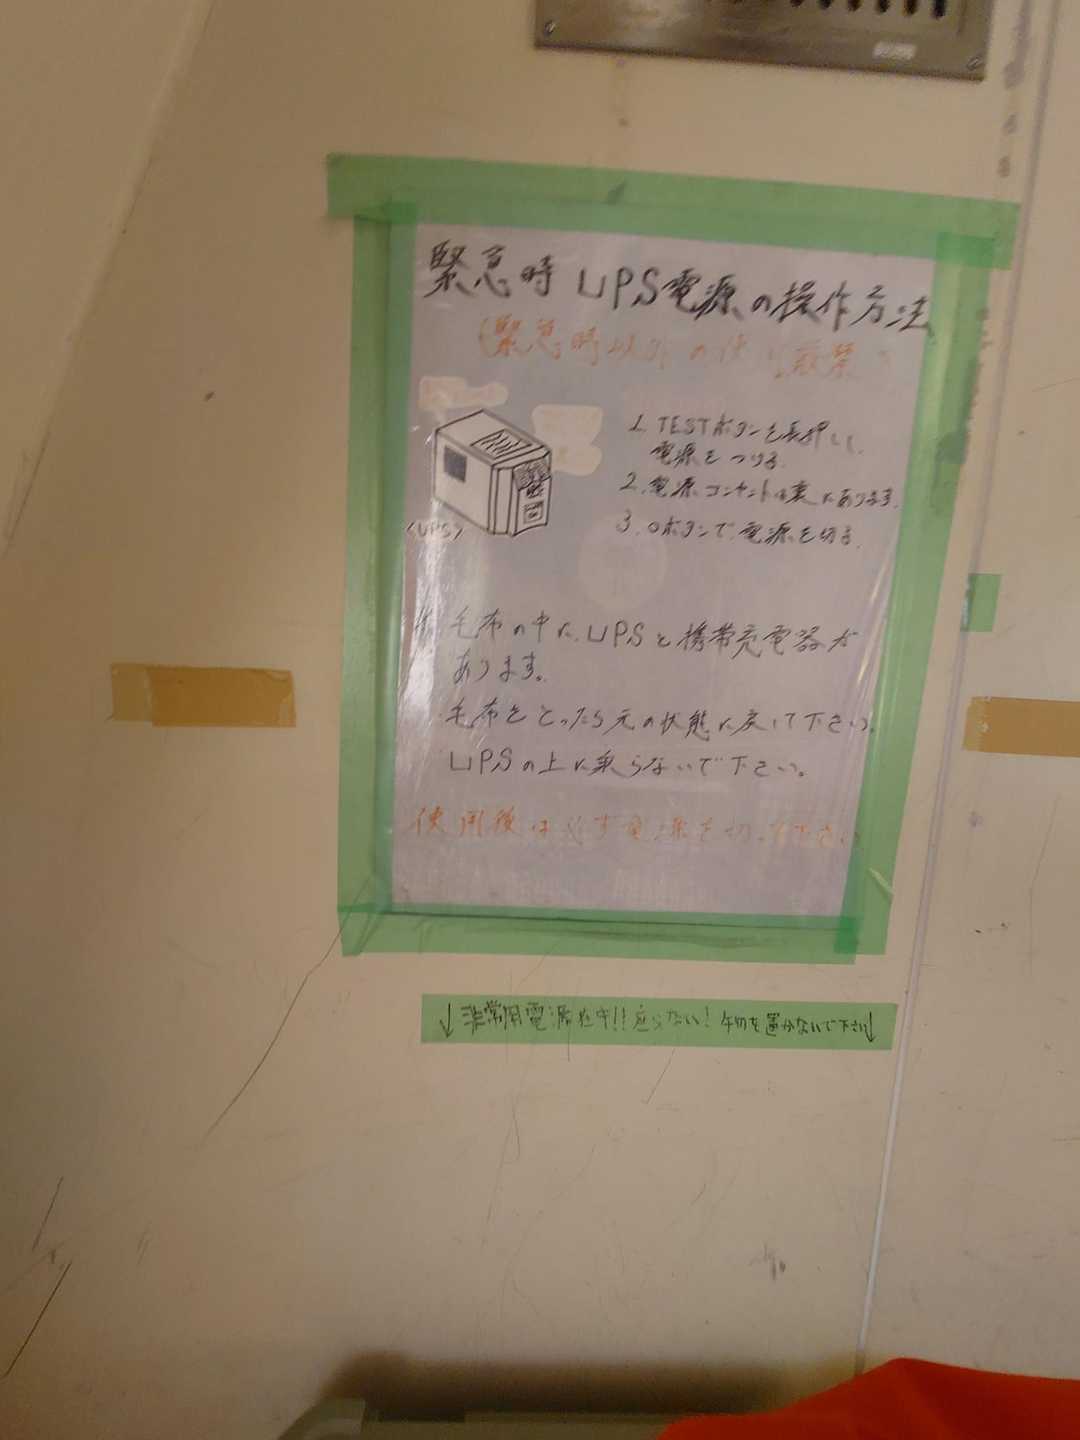 緊急時 UPS電源の操作方法
(緊急時以外の使用厳禁)
1. TESTボタンを長押しし、
電源をつける。
2. 電源コンセントは裏にあります。
3. Oボタンで電源を切る。
<UPS>
毛布の中にUPSと携帯充電器が
あります。
毛布をとったら元の状態に戻して下さい。
UPSの上に乗らないで下さい。
使用後は必ず電源を切って下さい
↓非常用電源 !! 座らない! 物を置かないで下さい↓